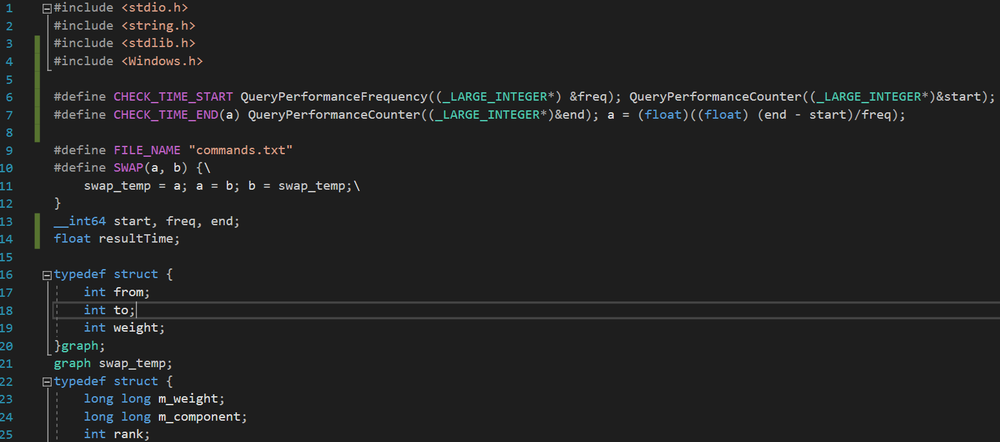 1 #include <stdio.h>
2 #include <string.h>
3 #include <stdlib.h>
4 #include <Windows.h>
5
6 #define CHECK_TIME_START QueryPerformanceFrequency((_LARGE_INTEGER*) &freq); QueryPerformanceCounter((_LARGE_INTEGER*)&start);
7 #define CHECK_TIME_END(a) QueryPerformanceCounter((_LARGE_INTEGER*)&end); a = (float)((float) (end - start)/freq);
8
9 #define FILE_NAME "commands.txt"
10 #define SWAP(a, b) {\
11     swap_temp = a; a = b; b = swap_temp;\
12 }
13 __int64 start, freq, end;
14 float resultTime;
15
16 typedef struct {
17     int from;
18     int to;
19     int weight;
20 }graph;
21 graph swap_temp;
22 typedef struct {
23     long long m_weight;
24     long long m_component;
25     int rank;